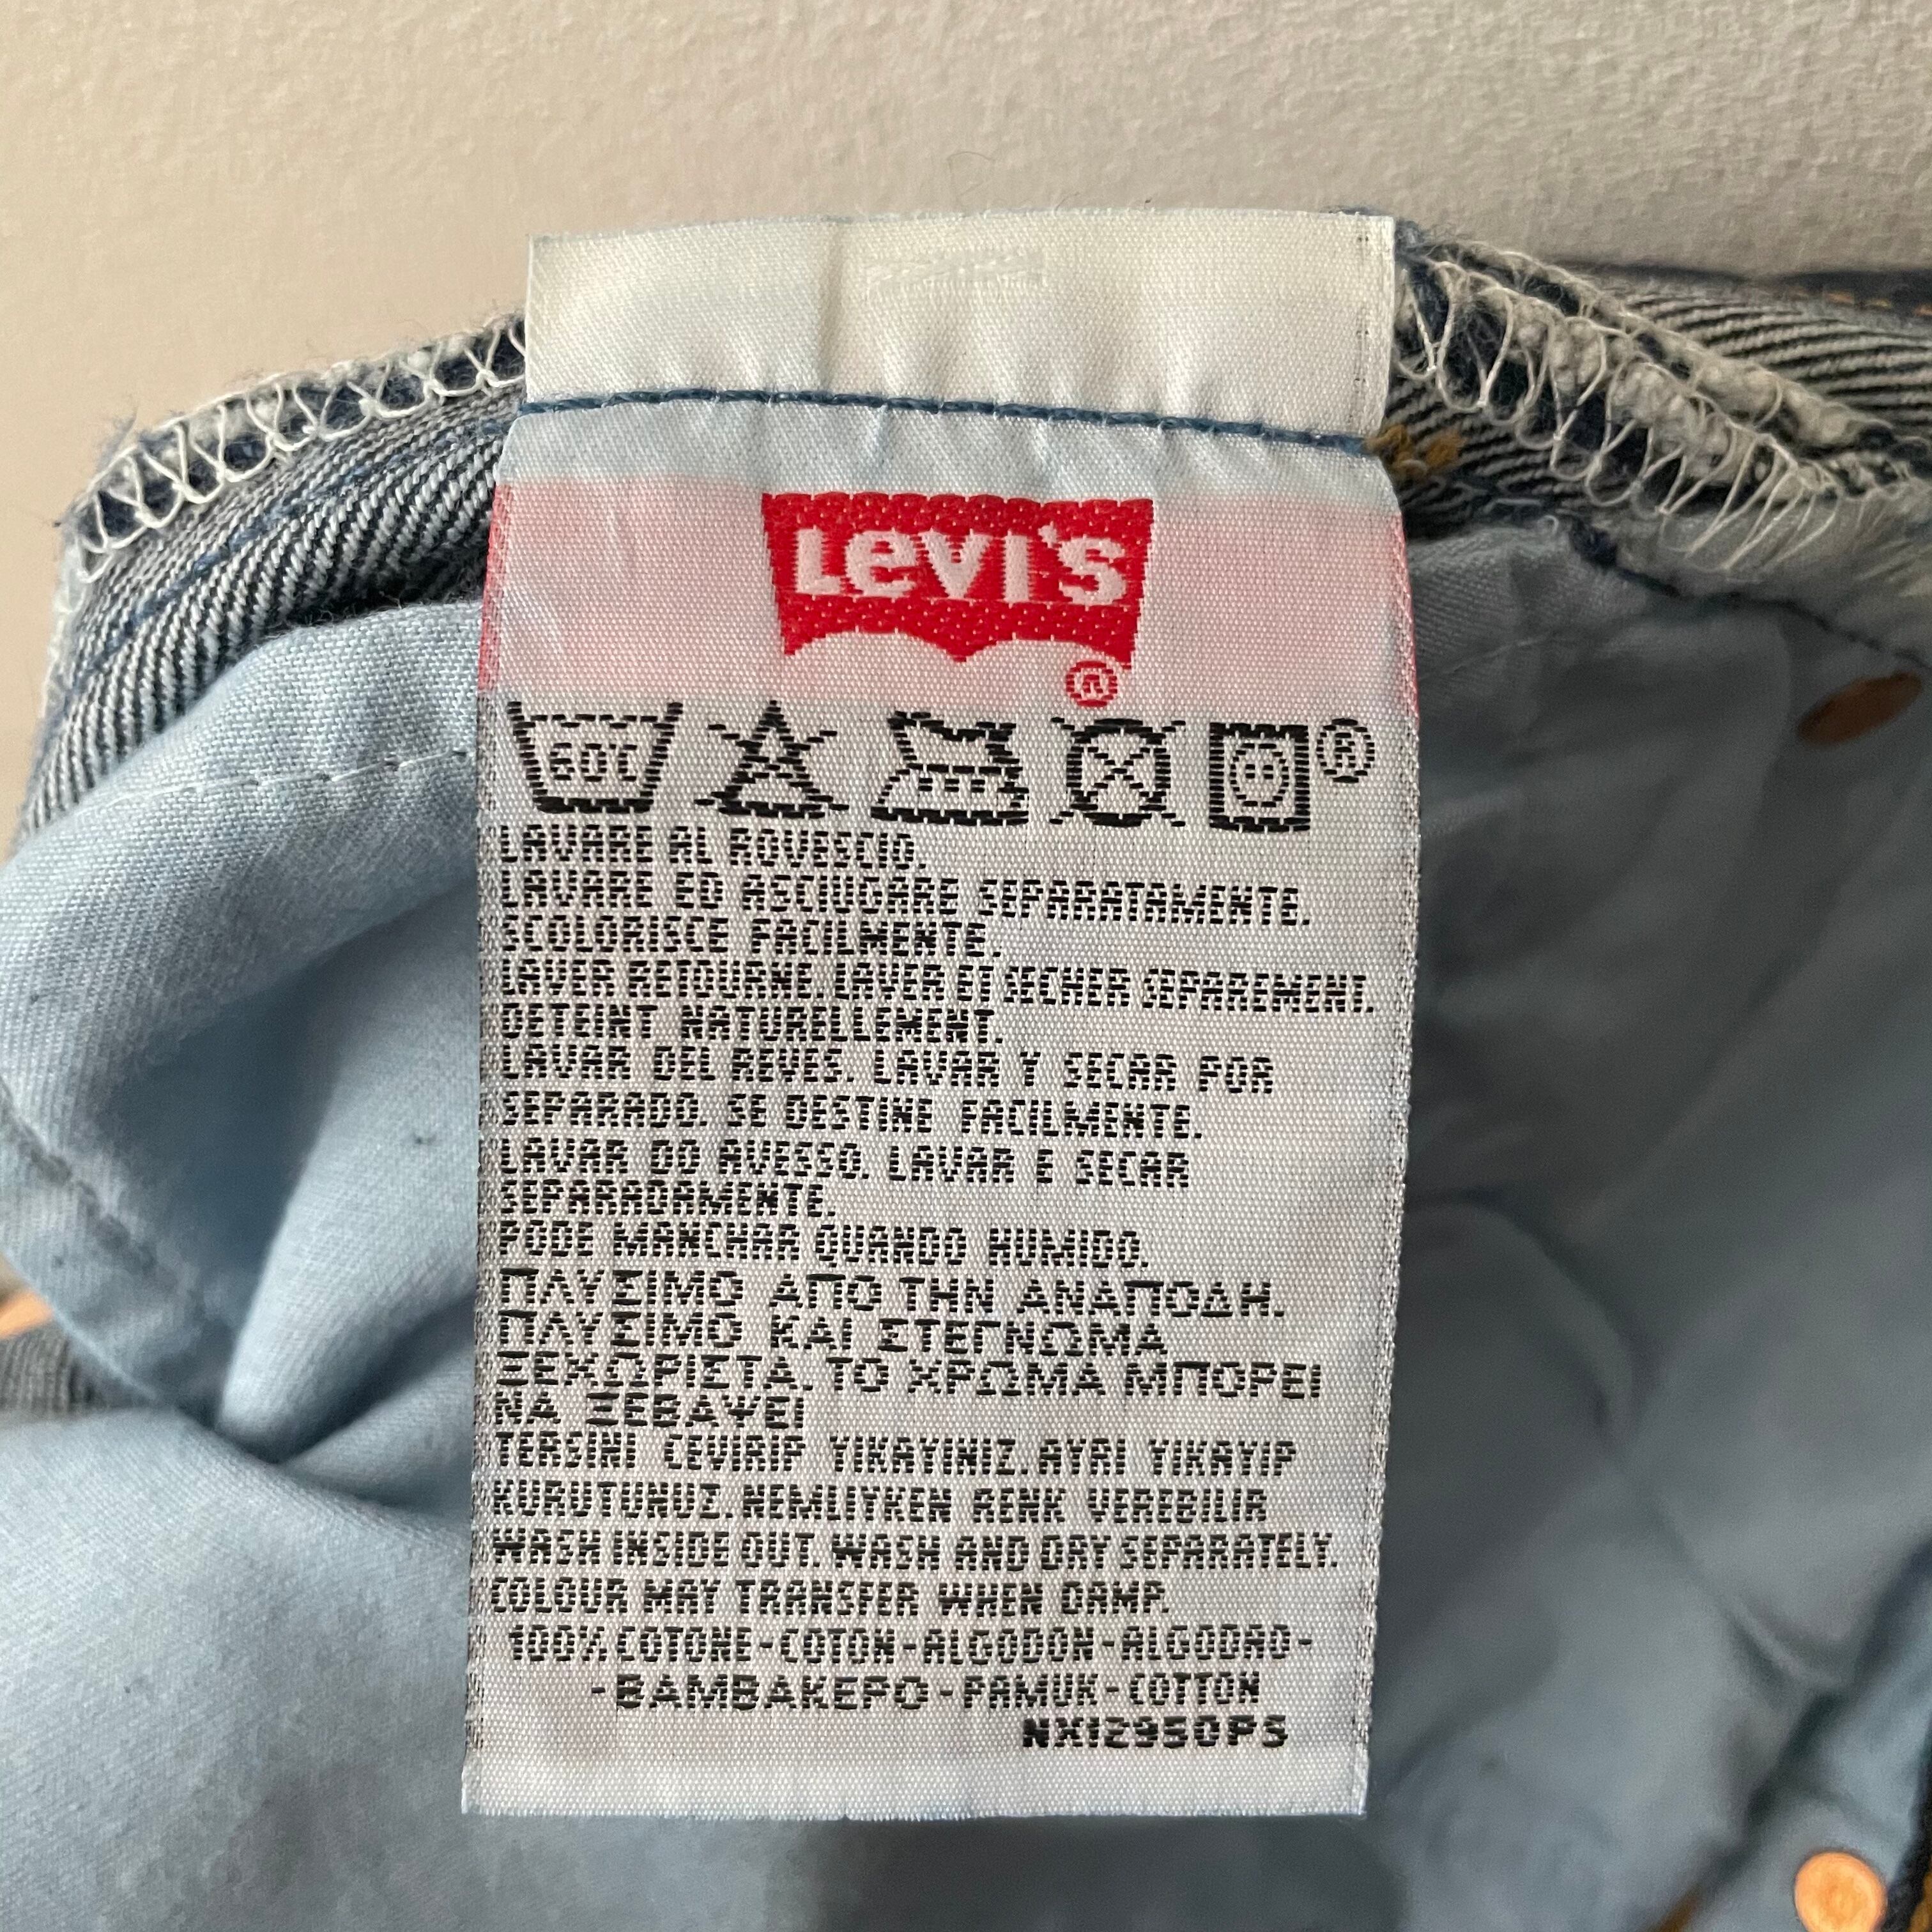 Levi's
®
60°C ®
LAVARE AL ROVESCIO.
LAVARE ED ASCIUGARE SEPARATAMENTE.
SCOLORISCE FACILMENTE.
LAVER RETOURNE. LAVER ET SECHER SEPAREMENT.
DETEINT NATURELLEMENT.
LAVAR DEL REVES. LAVAR Y SECAR POR
SEPARADO. SE DESTINE FACILMENTE.
LAVAR DO AVESSO. LAVAR E SECAR
SEPARADAMENTE.
PODE MANCHAR QUANDO HUMIDO.
ΠΛΥΣΙΜΟ ΑΠΟ ΤΗΝ ΑΝΑΠΟΔΗ.
ΠΛΥΣΙΜΟ ΚΑΙ ΣΤΕΓΝΩΜΑ
ΞΕΧΩΡΙΣΤΑ. ΤΟ ΧΡΩΜΑ ΜΠΟΡΕΙ
ΝΑ ΞΕΒΑΨΕΙ
TERSINI CEVIRIP YIKAYINIZ. AYRI YIKAYIP
KURUTUNUZ. NEMLIYKEN RENK VEREBILIR
WASH INSIDE OUT. WASH AND DRY SEPARATELY.
COLOUR MAY TRANSFER WHEN DAMP.
100% COTONE-COTON-ALGODON-ALGODAO-
-ΒΑΜΒΑΚΕΡΟ-PAMUK-COTTON
NX12950PS